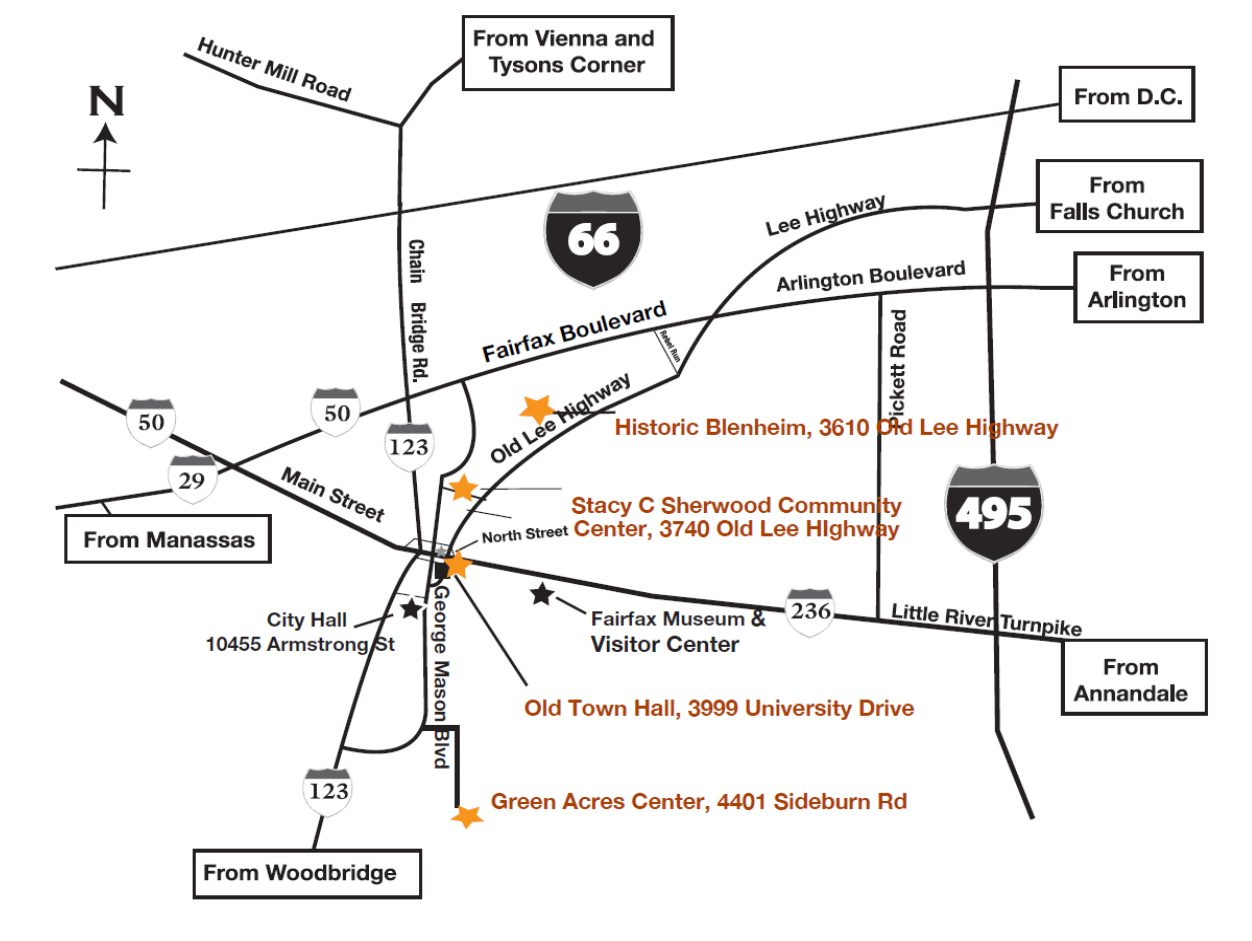 From Vienna and
Tysons Corner
Hunter Mill Road
N
From D.C.
From
Falls Church
Lee Highway
66
Chain Bridge Rd.
Arlington Boulevard
From
Arlington
Fairfax Boulevard
Rebel Run
Pickett Road
50
50
123
Old Lee Highway
Historic Blenheim, 3610 Old Lee Highway
29
Main Street
495
Stacy C Sherwood Community
Center, 3740 Old Lee HIghway
North Street
From Manassas
City Hall
10455 Armstrong St
George Mason Blvd
Fairfax Museum &
Visitor Center
236
Little River Turnpike
From
Annandale
Old Town Hall, 3999 University Drive
123
Green Acres Center, 4401 Sideburn Rd
From Woodbridge